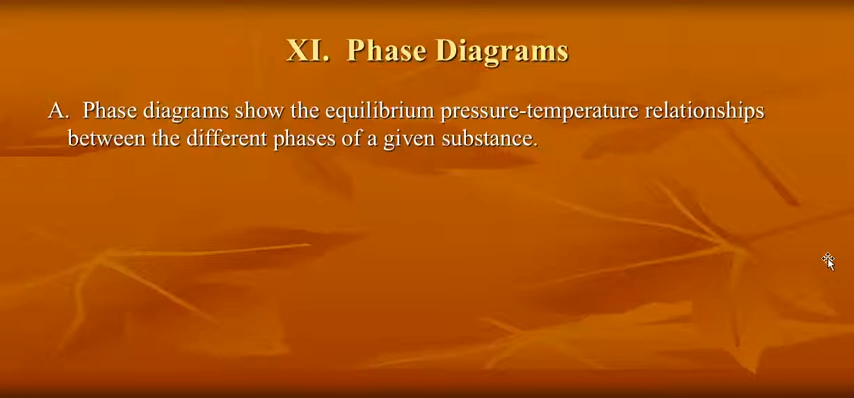 XI. Phase Diagrams
A. Phase diagrams show the equilibrium pressure-temperature relationships
between the different phases of a given substance.